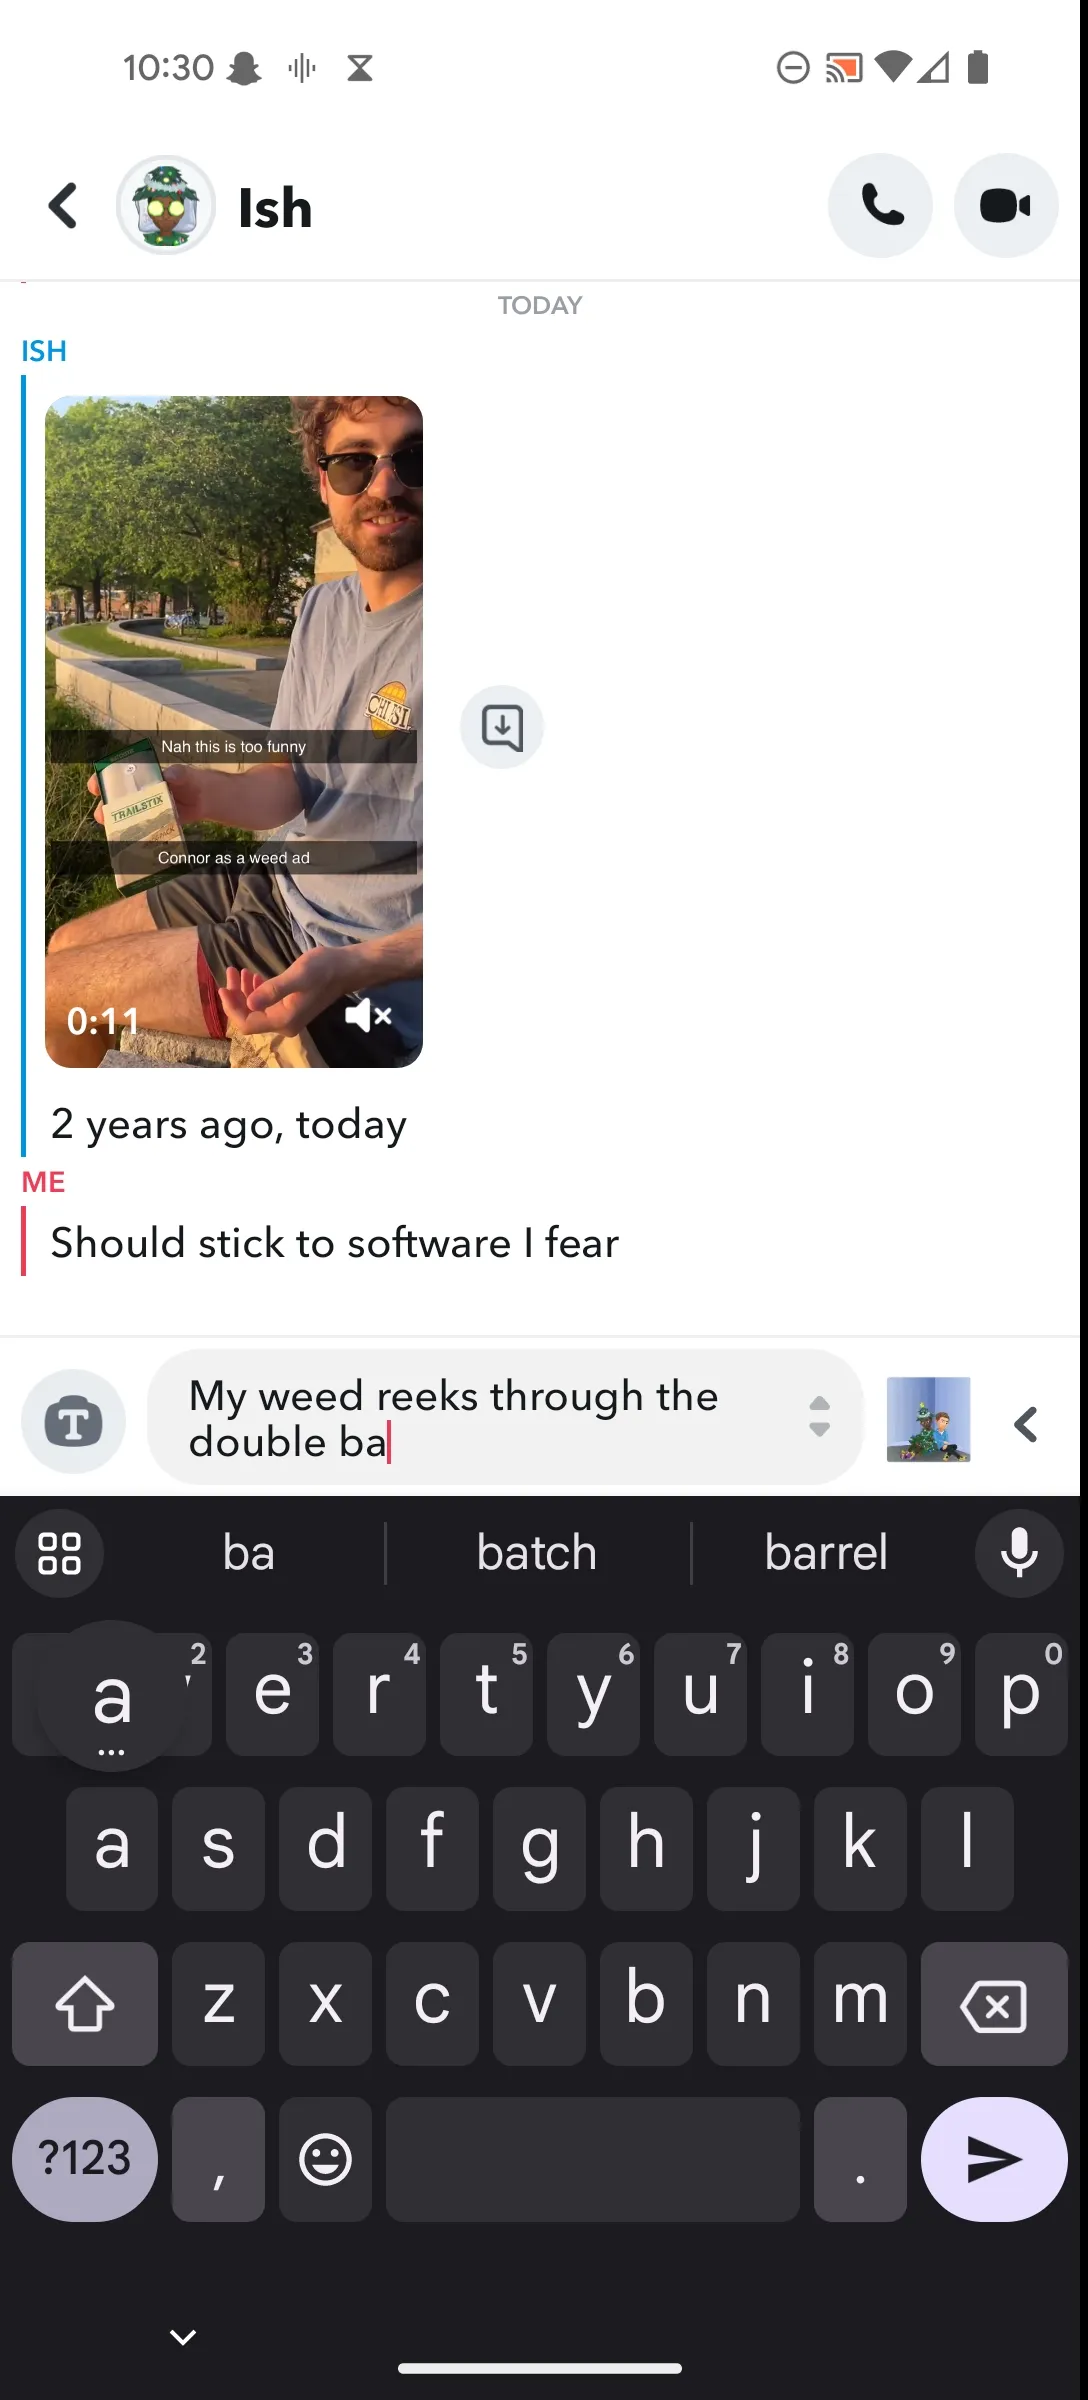 10:30
Ish
TODAY
ISH
CHI SI
Nah this is too funny
TRAILSTIX
Connor as a weed ad
0:11
2 years ago, today
ME
Should stick to software I fear
T
My weed reeks through the
double ba
ba batch barrel
a 2 e 3 r 4 t 5 y 6 u 7 i 8 o 9 p 0
a s d f g h j k l
z x c v b n m
?123 , .